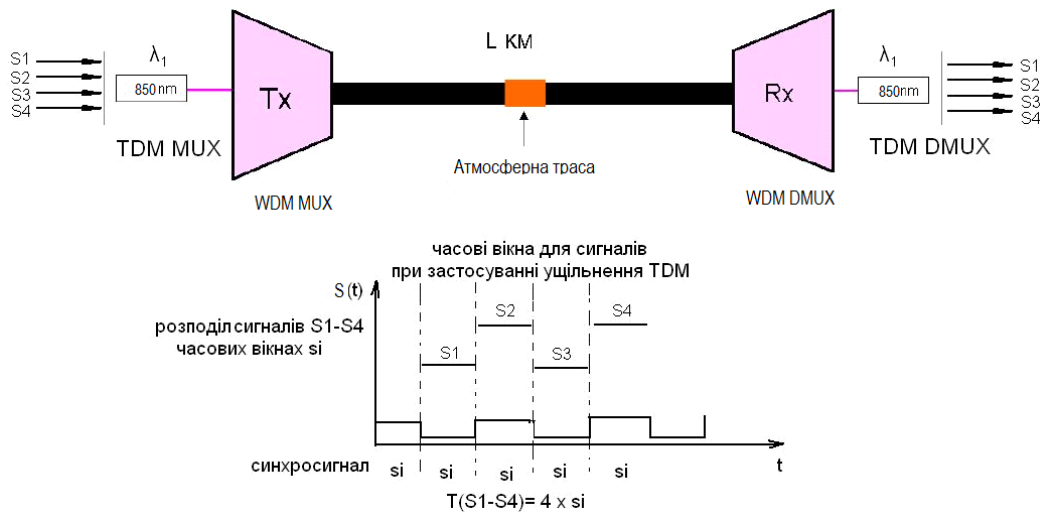 S1
S2
S3
S4
λ1
850nm
TDM MUX
Tx
WDM MUX
L КМ
Атмосферна траса
Rx
WDM DMUX
λ1
850nm
TDM DMUX
S1
S2
S3
S4
часові вікна для сигналів
при застосуванні ущільнення TDM
S(t)
розподіл сигналів S1-S4
часових вікнах si
S1
S2
S3
S4
синхросигнал
si
si
si
si
si
t
T(S1-S4)= 4 x si